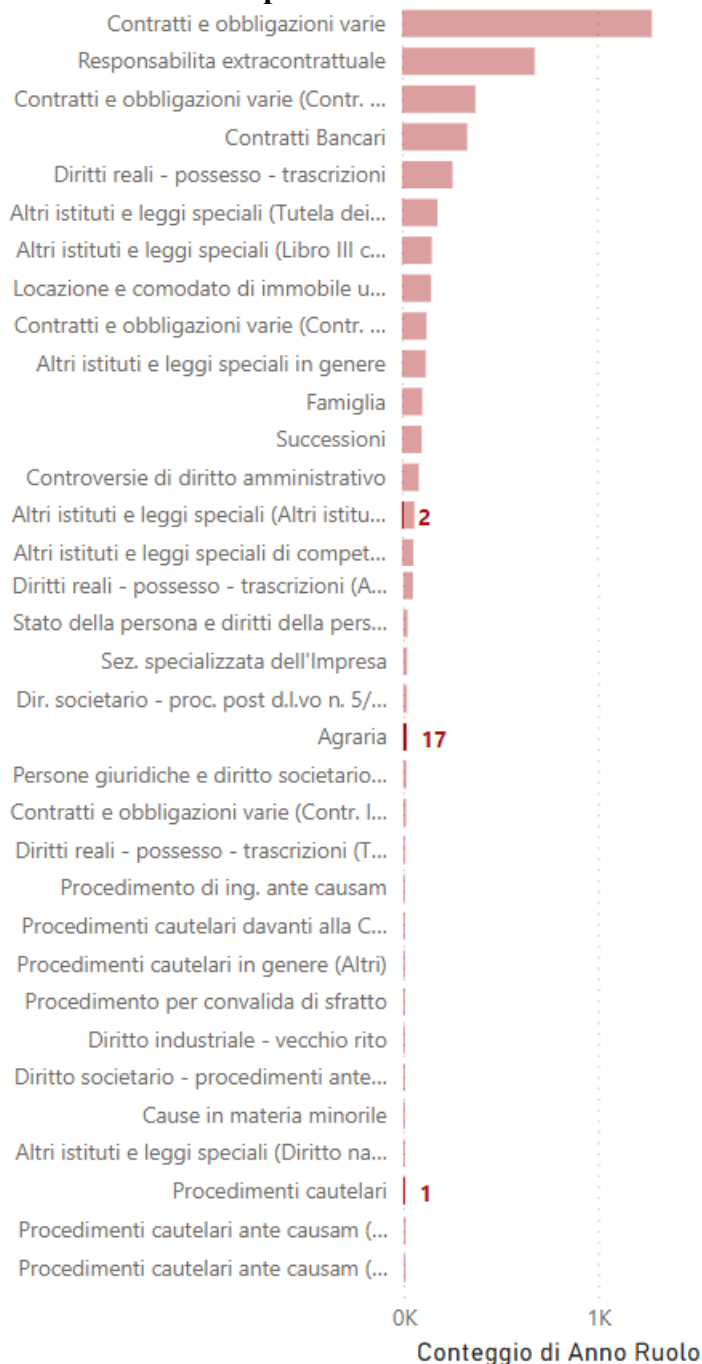 Contratti e obbligazioni varie
Responsabilita extracontrattuale
Contratti e obbligazioni varie (Contr. ...
Contratti Bancari
Diritti reali - possesso - trascrizioni
Altri istituti e leggi speciali (Tutela dei...
Altri istituti e leggi speciali (Libro III c...
Locazione e comodato di immobile u...
Contratti e obbligazioni varie (Contr. ...
Altri istituti e leggi speciali in genere
Famiglia
Successioni
Controversie di diritto amministrativo
Altri istituti e leggi speciali (Altri istitu... 2
Altri istituti e leggi speciali di compet...
Diritti reali - possesso - trascrizioni (A...
Stato della persona e diritti della pers...
Sez. specializzata dell'Impresa
Dir. societario - proc. post d.l.vo n. 5/...
Agraria 17
Persone giuridiche e diritto societario...
Contratti e obbligazioni varie (Contr. I...
Diritti reali - possesso - trascrizioni (T...
Procedimento di ing. ante causam
Procedimenti cautelari davanti alla C...
Procedimenti cautelari in genere (Altri)
Procedimento per convalida di sfratto
Diritto industriale - vecchio rito
Diritto societario - procedimenti ante...
Cause in materia minorile
Altri istituti e leggi speciali (Diritto na...
Procedimenti cautelari 1
Procedimenti cautelari ante causam (...
Procedimenti cautelari ante causam (...
0K 1K
Conteggio di Anno Ruolo